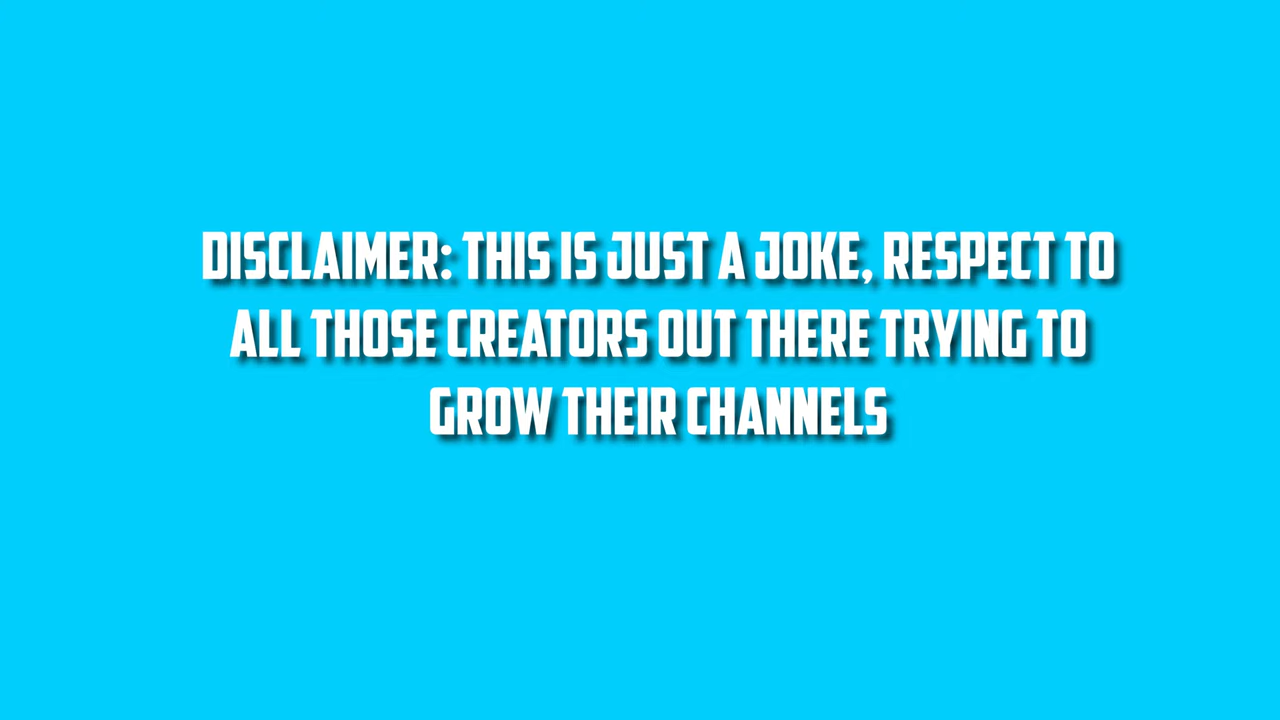 DISCLAIMER: THIS IS JUST A JOKE, RESPECT TO
ALL THOSE CREATORS OUT THERE TRYING TO
GROW THEIR CHANNELS